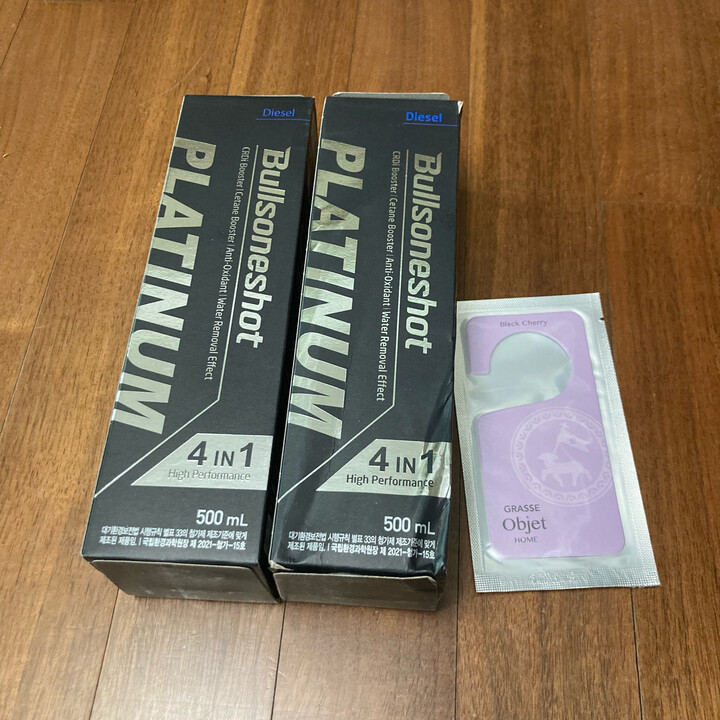 Diesel
Bullsoneshot
CRDi Booster | Cetane Booster | Anti-Oxidant | Water Removal Effect
PLATINUM
4 IN 1
High Performance
500 mL
대기환경보전법 시행규칙 별표 33의 첨가제 제조기준에 맞게
제조된 제품임. | 국립환경과학원장 제 2021-첨가-15호
Diesel
Bullsoneshot
CRDi Booster | Cetane Booster | Anti-Oxidant | Water Removal Effect
PLATINUM
4 IN 1
High Performance
500 mL
대기환경보전법 시행규칙 별표 33의 첨가제 제조기준에 맞게
제조된 제품임. | 국립환경과학원장 제 2021-첨가-15호
Black Cherry
GRASSE
Objet
HOME